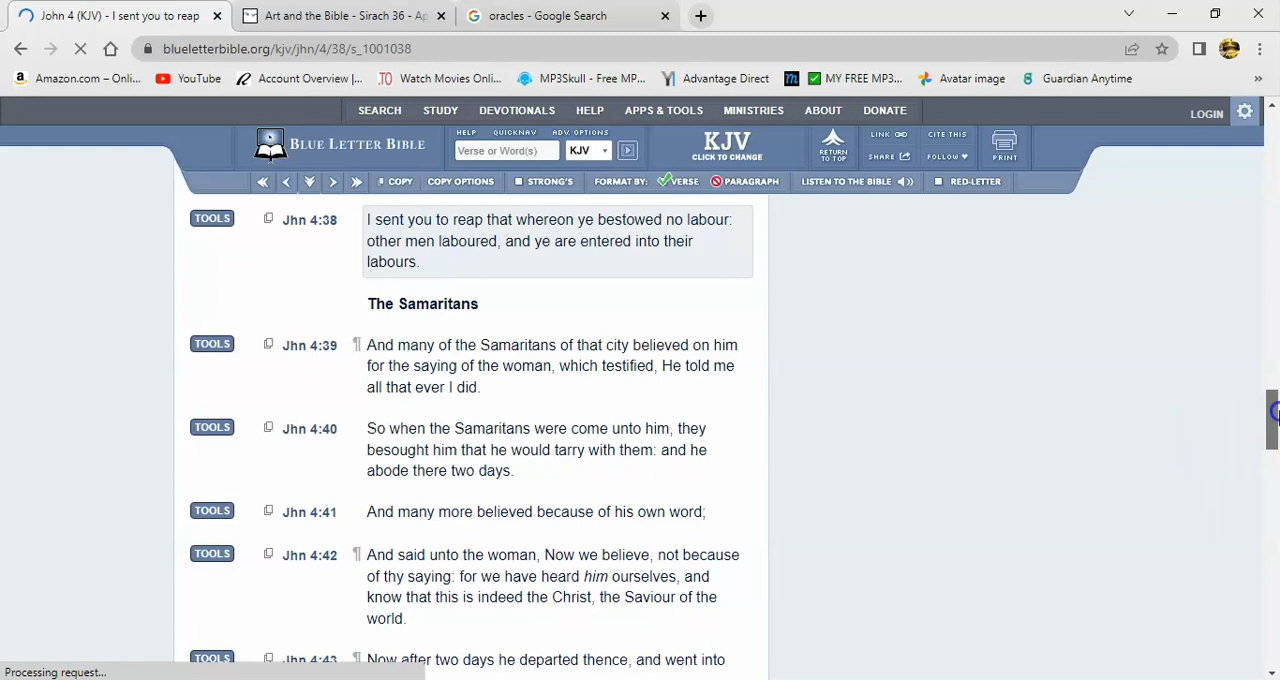 John 4 (KJV) - I sent you to reap
Art and the Bible - Sirach 36 - Ap
oracles - Google Search
blueletterbible.org/kjv/jhn/4/38/s_1001038
Amazon.com – Onli...
YouTube
Account Overview |...
Watch Movies Onli...
MP3Skull - Free MP...
Advantage Direct
MY FREE MP3...
Avatar image
Guardian Anytime
»
SEARCH STUDY DEVOTIONALS HELP APPS & TOOLS MINISTRIES ABOUT DONATE
LOGIN
BLUE LETTER BIBLE
HELP QUICKNAV ADV. OPTIONS
Verse or Word(s)
KJV
KJV
CLICK TO CHANGE
RETURN
TO TOP
LINK
CITE THIS
SHARE
FOLLOW
PRINT
COPY COPY OPTIONS STRONG'S FORMAT BY: VERSE PARAGRAPH LISTEN TO THE BIBLE RED-LETTER
TOOLS Jhn 4:38 I sent you to reap that whereon ye bestowed no labour:
other men laboured, and ye are entered into their
labours.
The Samaritans
TOOLS Jhn 4:39 ¶ And many of the Samaritans of that city believed on him
for the saying of the woman, which testified, He told me
all that ever I did.
TOOLS Jhn 4:40 So when the Samaritans were come unto him, they
besought him that he would tarry with them: and he
abode there two days.
TOOLS Jhn 4:41 And many more believed because of his own word;
TOOLS Jhn 4:42 ¶ And said unto the woman, Now we believe, not because
of thy saying: for we have heard him ourselves, and
know that this is indeed the Christ, the Saviour of the
world.
TOOLS Jhn 4:43 ¶ Now after two days he departed thence, and went into
Processing request...